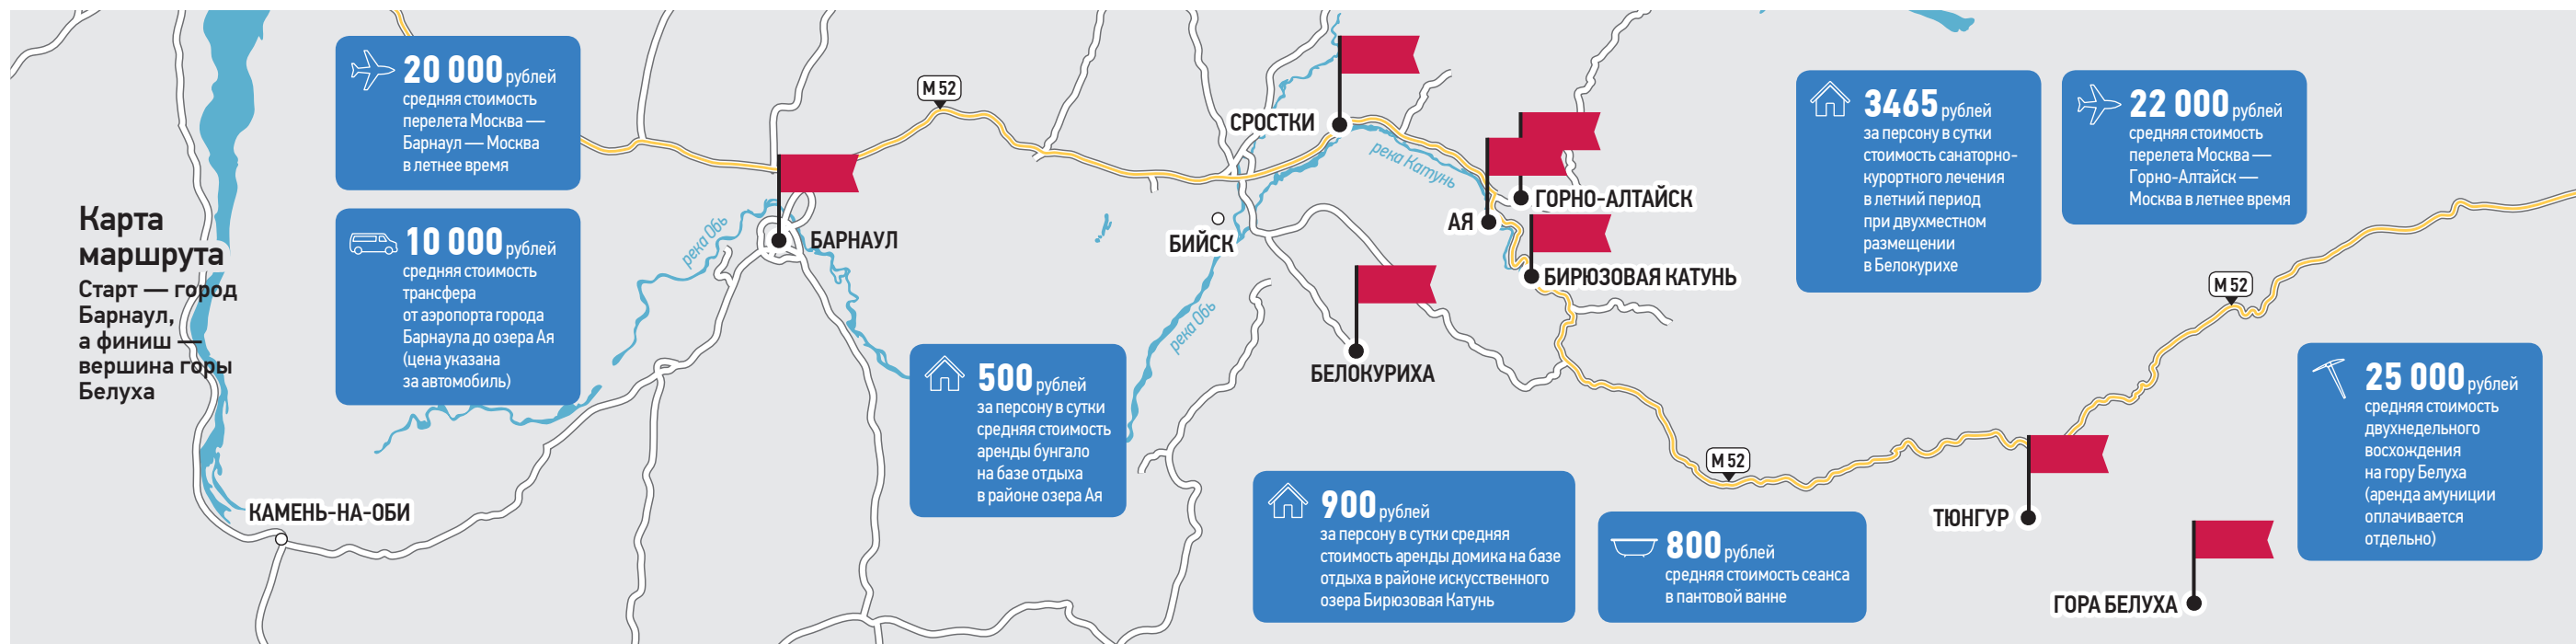 Карта
маршрута
Старт — город
Барнаул,
а финиш —
вершина горы
Белуха
20 000 рублей
средняя стоимость
перелета Москва —
Барнаул — Москва
в летнее время
10 000 рублей
средняя стоимость
трансфера
от аэропорта города
Барнаула до озера Ая
(цена указана
за автомобиль)
КАМЕНЬ-НА-ОБИ
река Обь
БАРНАУЛ
М 52
500 рублей
за персону в сутки
средняя стоимость
аренды бунгало
на базе отдыха
в районе озера Ая
БИЙСК
река Обь
СРОСТКИ
река Катунь
АЯ
ГОРНО-АЛТАЙСК
БИРЮЗОВАЯ КАТУНЬ
БЕЛОКУРИХА
900 рублей
за персону в сутки средняя
стоимость аренды домика на базе
отдыха в районе искусственного
озера Бирюзовая Катунь
М 52
800 рублей
средняя стоимость сеанса
в пантовой ванне
3465 рублей
за персону в сутки
стоимость санаторно-
курортного лечения
в летний период
при двухместном
размещении
в Белокурихе
22 000 рублей
средняя стоимость
перелета Москва —
Горно-Алтайск —
Москва в летнее время
М 52
ТЮНГУР
ГОРА БЕЛУХА
25 000 рублей
средняя стоимость
двухнедельного
восхождения
на гору Белуха
(аренда амуниции
оплачивается
отдельно)